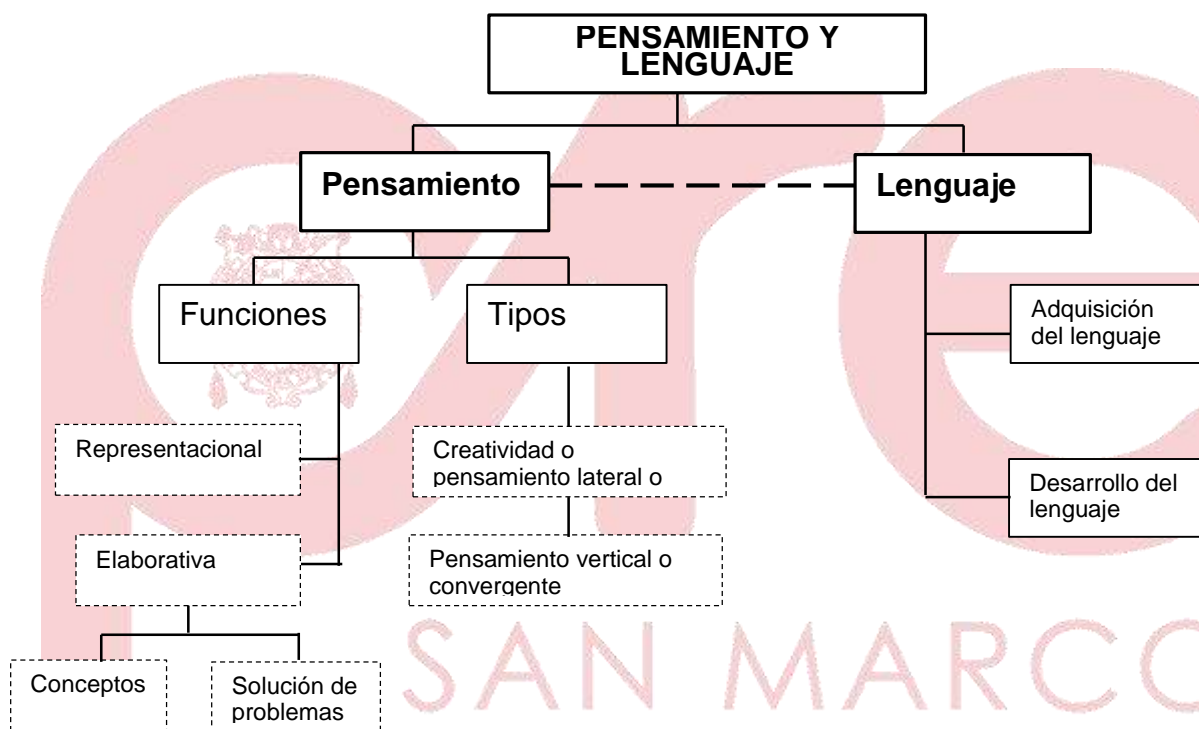 PENSAMIENTO Y
LENGUAJE
Pensamiento
Lenguaje
Funciones
Tipos
Adquisición
del lenguaje
Representacional
Creatividad o
pensamiento lateral o
Desarrollo del
lenguaje
Elaborativa
Pensamiento vertical o
convergente
Conceptos
Solución de
problemas
pre
SAN MARCO